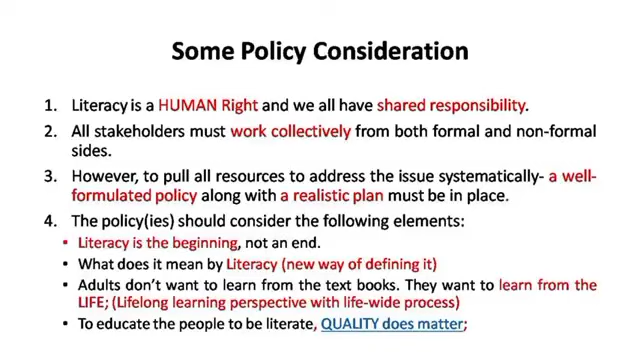 Some Policy Consideration
1. Literacy is a HUMAN Right and we all have shared responsibility.
2. All stakeholders must work collectively from both formal and non-formal
sides.
3. However, to pull all resources to address the issue systematically- a well-
formulated policy along with a realistic plan must be in place.
4. The policy(ies) should consider the following elements:
• Literacy is the beginning, not an end.
• What does it mean by Literacy (new way of defining it)
• Adults don't want to learn from the text books. They want to learn from the
LIFE; (Lifelong learning perspective with life-wide process)
• To educate the people to be literate, QUALITY does matter;